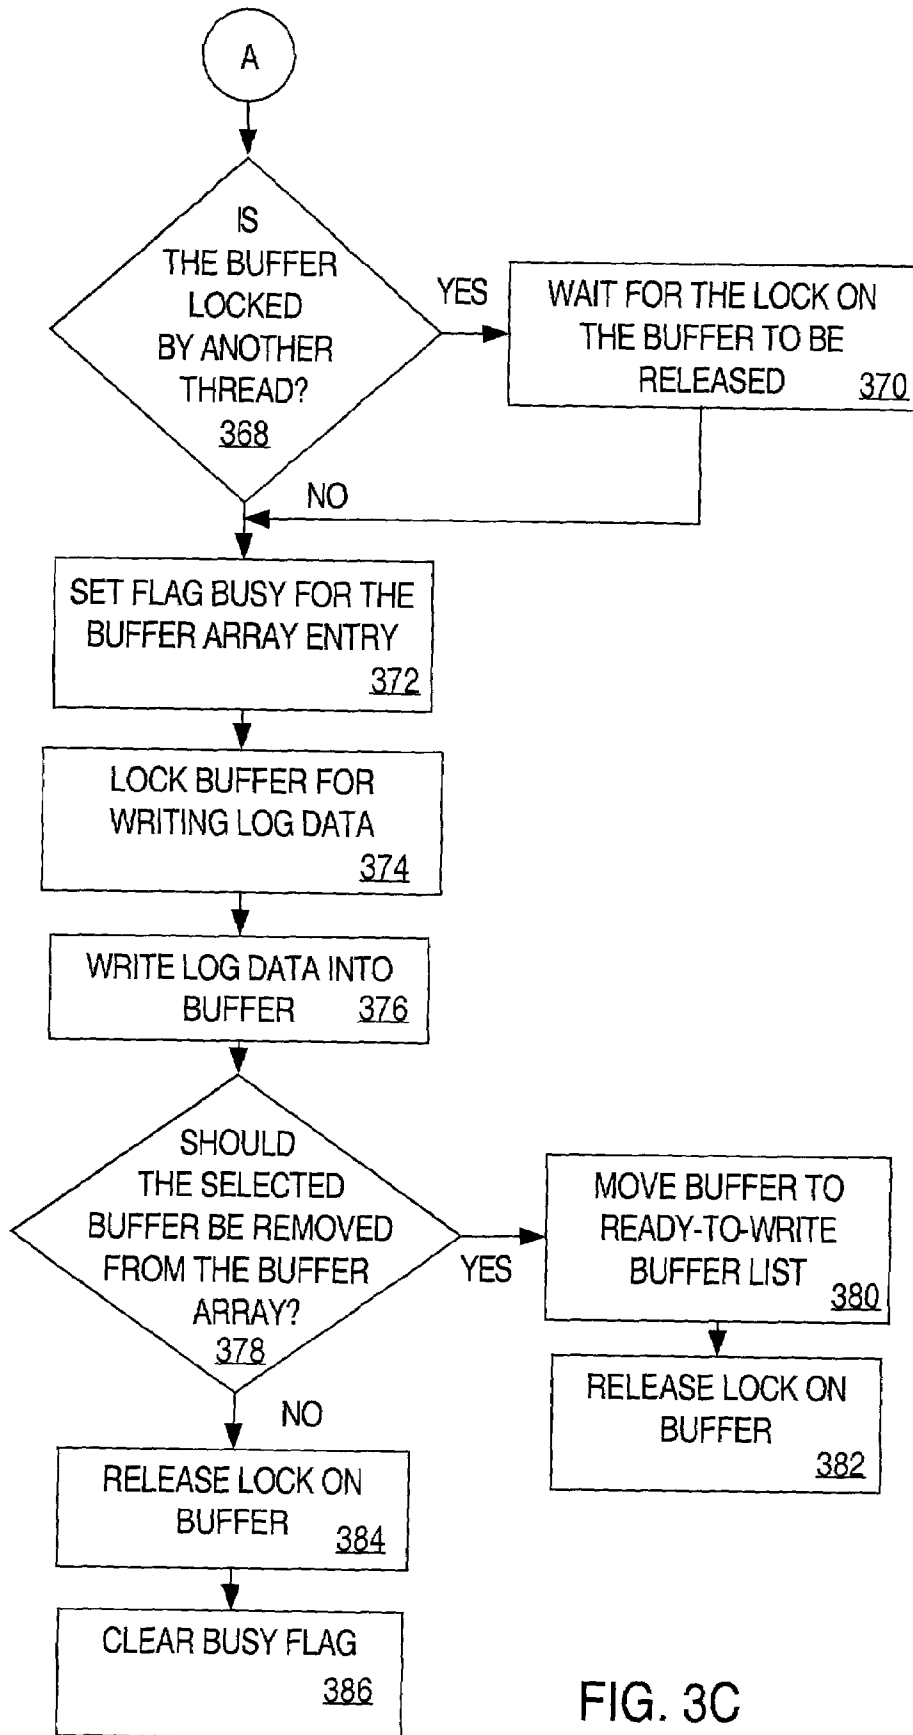 A
IS
THE BUFFER
LOCKED
BY ANOTHER
THREAD?
368
YES
WAIT FOR THE LOCK ON
THE BUFFER TO BE
RELEASED 370
NO
SET FLAG BUSY FOR THE
BUFFER ARRAY ENTRY
372
LOCK BUFFER FOR
WRITING LOG DATA
374
WRITE LOG DATA INTO
BUFFER 376
SHOULD
THE SELECTED
BUFFER BE REMOVED
FROM THE BUFFER
ARRAY?
378
YES
MOVE BUFFER TO
READY-TO-WRITE
BUFFER LIST 380
RELEASE LOCK ON
BUFFER
382
NO
RELEASE LOCK ON
BUFFER 384
CLEAR BUSY FLAG
386
FIG. 3C